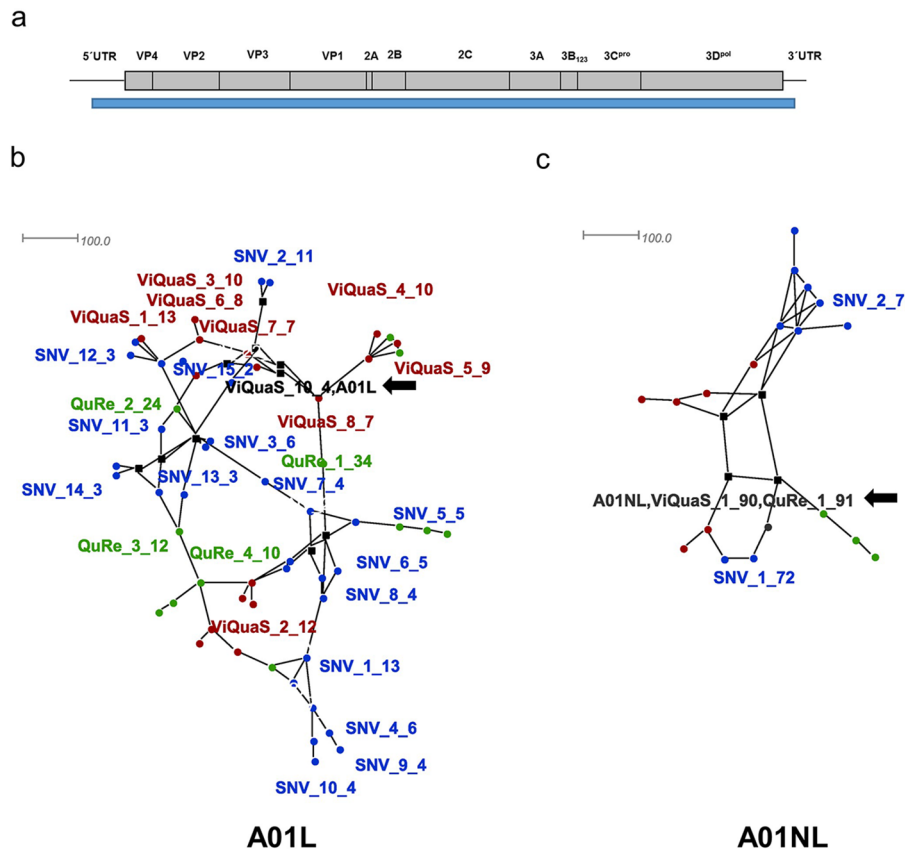 a
5´UTR VP4 VP2 VP3 VP1 2A 2B 2C 3A 3B123 3Cpro 3Dpol 3´UTR
b
c
100.0
100.0
SNV_2_11
ViQuaS_3_10
ViQuaS_4_10
ViQuaS_6_8
SNV_2_7
ViQuaS_1_13
ViQuaS_7_7
SNV_12_3
SNV_15_2
ViQuaS_5_9
ViQuaS_10_4,A01L
QuRe_2_24
SNV_11_3
ViQuaS_8_7
SNV_3_6
QuRe_1_34
SNV_14_3
SNV_13_3
SNV_7_4
A01NL,ViQuaS_1_90,QuRe_1_91
SNV_5_5
QuRe_3_12
QuRe_4_10
SNV_6_5
SNV_1_72
SNV_8_4
ViQuaS_2_12
SNV_1_13
SNV_4_6
SNV_9_4
SNV_10_4
A01L
A01NL